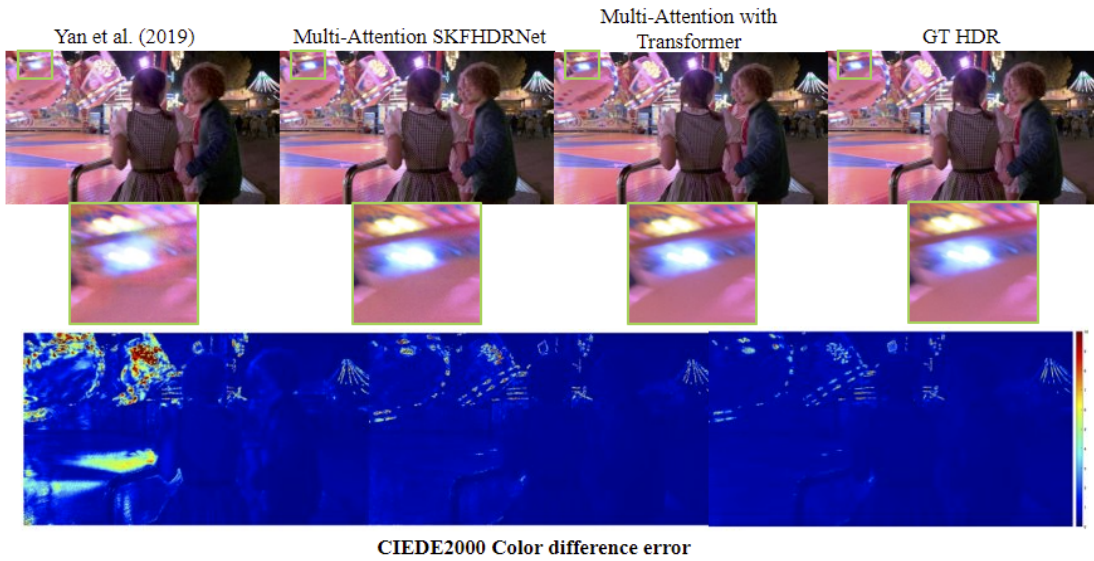 Yan et al. (2019)
Multi-Attention SKFHDRNet
Multi-Attention with
Transformer
GT HDR
CIEDE2000 Color difference error